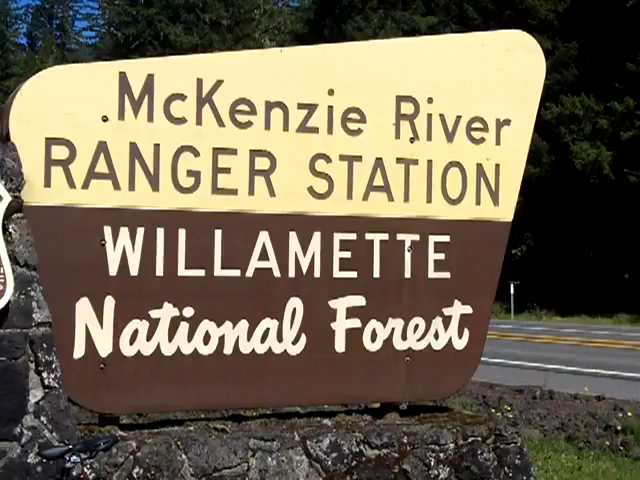 McKenzie River
RANGER STATION
WILLAMETTE
National Forest